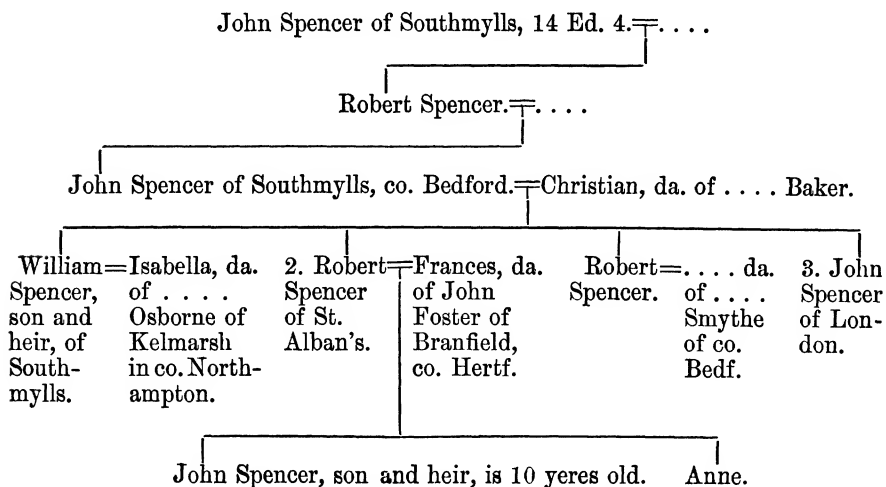 John Spencer of Southmylls, 14 Ed. 4.=. . . .
Robert Spencer.=. . . .
John Spencer of Southmylls, co. Bedford.=Christian, da. of . . . . Baker.
William=Isabella, da.
Spencer, of . . . .
son and Osborne of
heir, of Kelmarsh
South- in co. North-
mylls. ampton.
2. Robert=Frances, da.
Spencer of John
of St. Foster of
Alban's. Branfield,
co. Hertf.
Robert=. . . . da.
Spencer. of . . . .
Smythe
of co.
Bedf.
3. John
Spencer
of Lon-
don.
John Spencer, son and heir, is 10 yeres old. Anne.